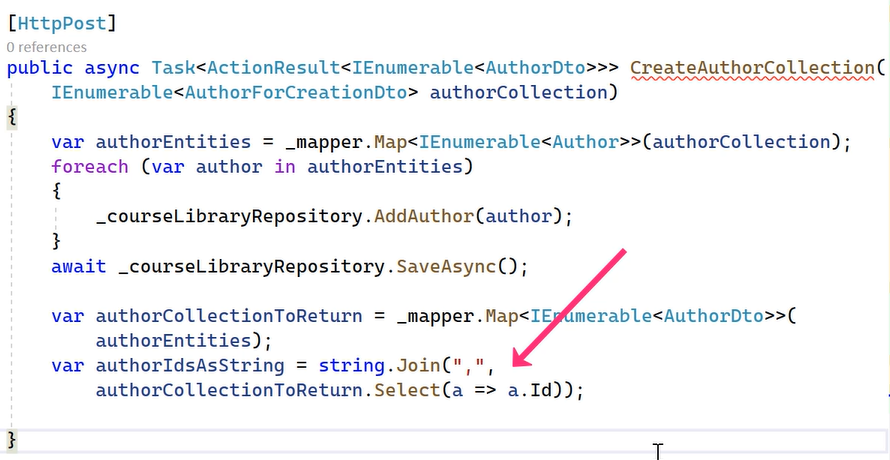 [HttpPost]
0 references
public async Task<ActionResult<IEnumerable<AuthorDto>>> CreateAuthorCollection(
IEnumerable<AuthorForCreationDto> authorCollection)
{
var authorEntities = _mapper.Map<IEnumerable<Author>>(authorCollection);
foreach (var author in authorEntities)
{
_courseLibraryRepository.AddAuthor(author);
}
await _courseLibraryRepository.SaveAsync();
var authorCollectionToReturn = _mapper.Map<IEnumerable<AuthorDto>>(
authorEntities);
var authorIdsAsString = string.Join(",",
authorCollectionToReturn.Select(a => a.Id));
}